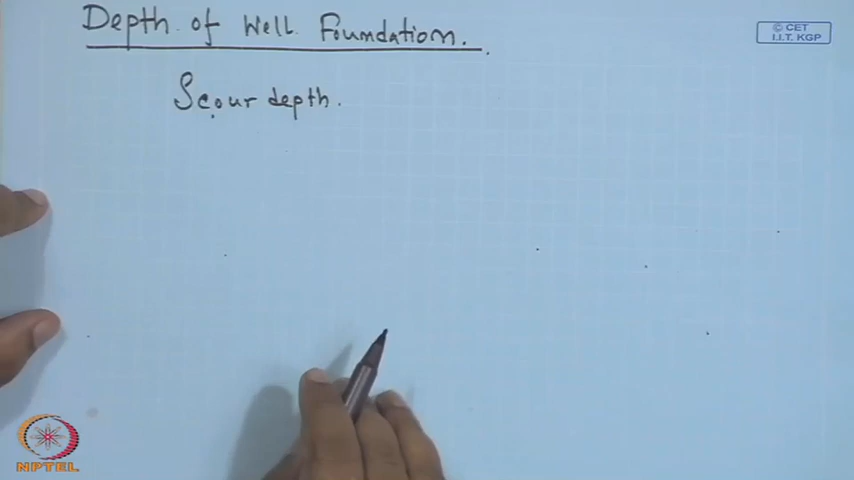 Depth of Well Foundation.
© CET
I.I.T. KGP
Scour depth.
NPTEL